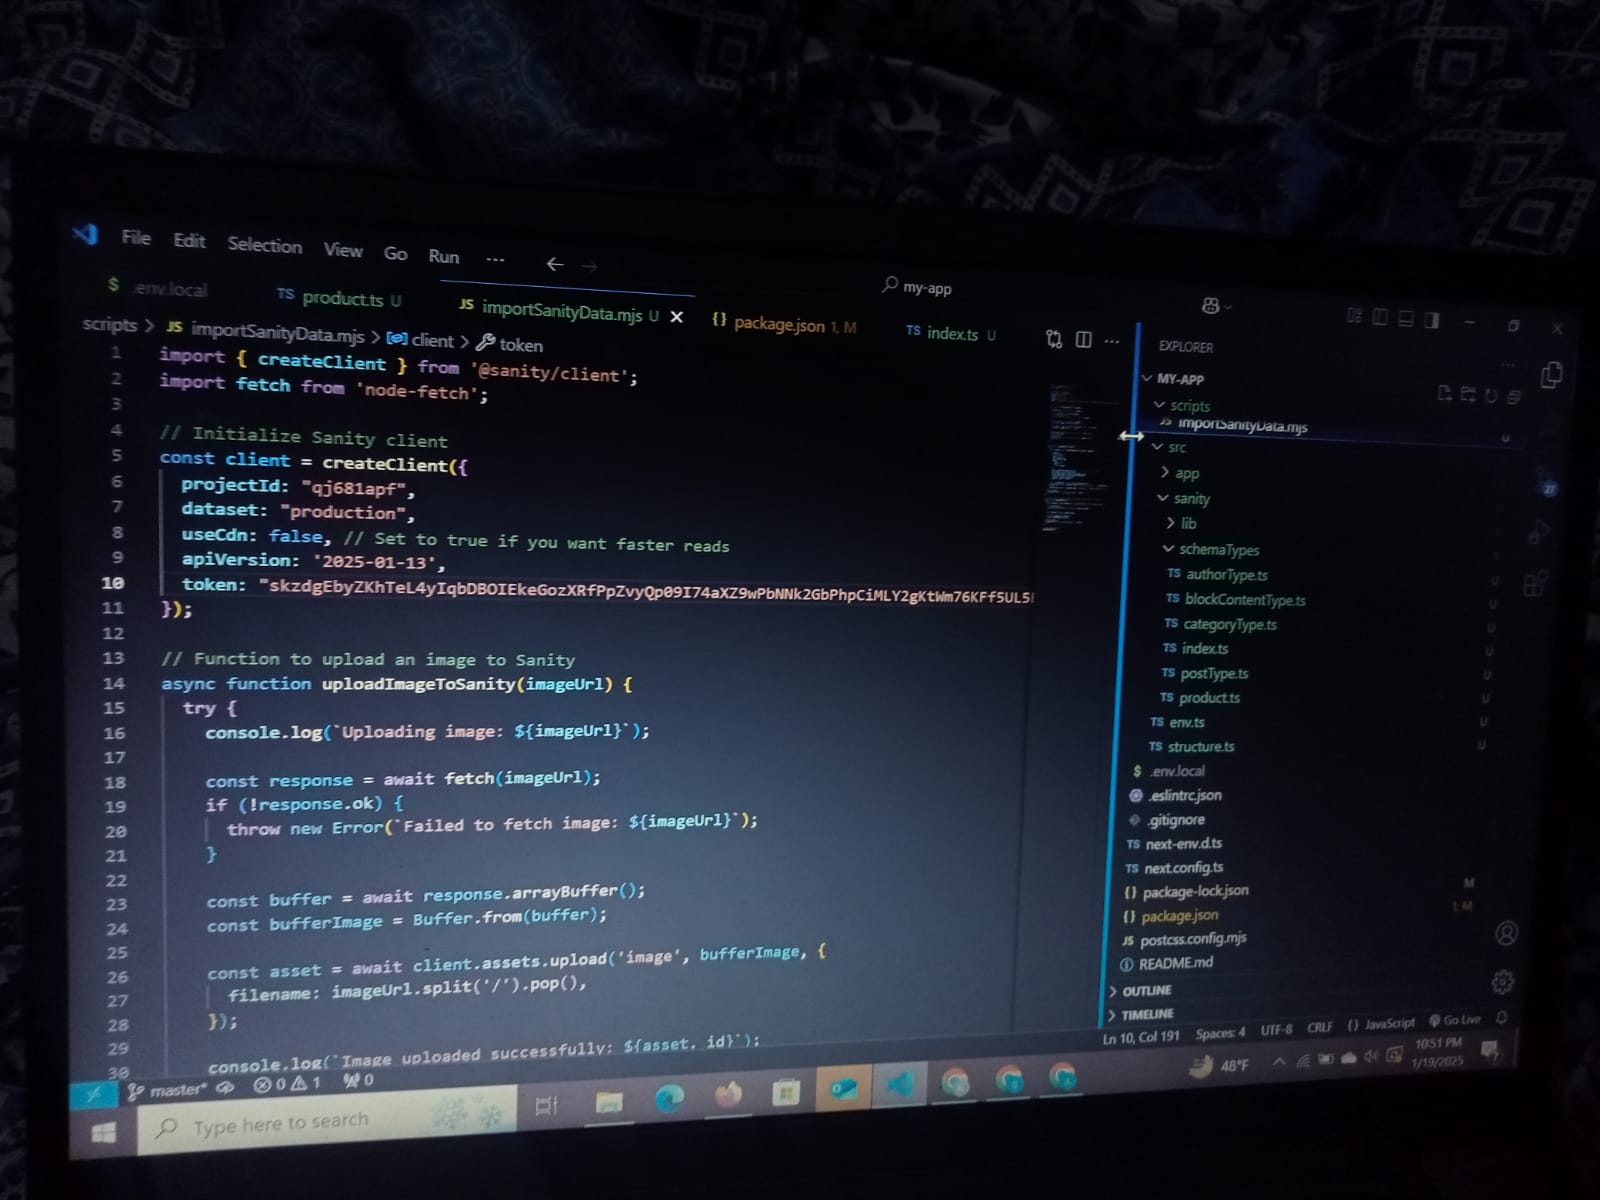 File Edit Selection View Go Run ...
my-app
.env.local
TS product.ts U
JS importSanityData.mjs U
{} package.json 1, M
TS index.ts U
scripts > JS importSanityData.mjs > client > token
1 import { createClient } from '@sanity/client';
2 import fetch from 'node-fetch';
3
4 // Initialize Sanity client
5 const client = createClient({
6 projectId: "qj681apf",
7 dataset: "production",
8 useCdn: false, // Set to true if you want faster reads
9 apiVersion: '2025-01-13',
10 token:
11 });
12
13 // Function to upload an image to Sanity
14 async function uploadImageToSanity(imageUrl) {
15 try {
16 console.log(`Uploading image: ${imageUrl}`);
17
18 const response = await fetch(imageUrl);
19 if (!response.ok) {
20 throw new Error(`Failed to fetch image: ${imageUrl}`);
21 }
22
23 const buffer = await response.arrayBuffer();
24 const bufferImage = Buffer.from(buffer);
25
26 const asset = await client.assets.upload('image', bufferImage, {
27 filename: imageUrl.split('/').pop(),
28 });
29
30 console.log(`Image uploaded successfully: ${asset._id}`);
EXPLORER
MY-APP
scripts
JS importSanityData.mjs U
src
app
sanity
lib
schemaTypes
TS authorType.ts U
TS blockContentType.ts U
TS categoryType.ts U
TS index.ts U
TS postType.ts U
TS product.ts U
TS env.ts U
TS structure.ts U
$ .env.local
.eslintrc.json
.gitignore
TS next-env.d.ts
TS next.config.ts
{} package-lock.json M
{} package.json 1, M
JS postcss.config.mjs
README.md
OUTLINE
TIMELINE
27
master* 0 1 0
Ln 10, Col 191 Spaces: 4 UTF-8 CRLF {} JavaScript Go Live
Type here to search
48°F
10:51 PM
1/19/2025